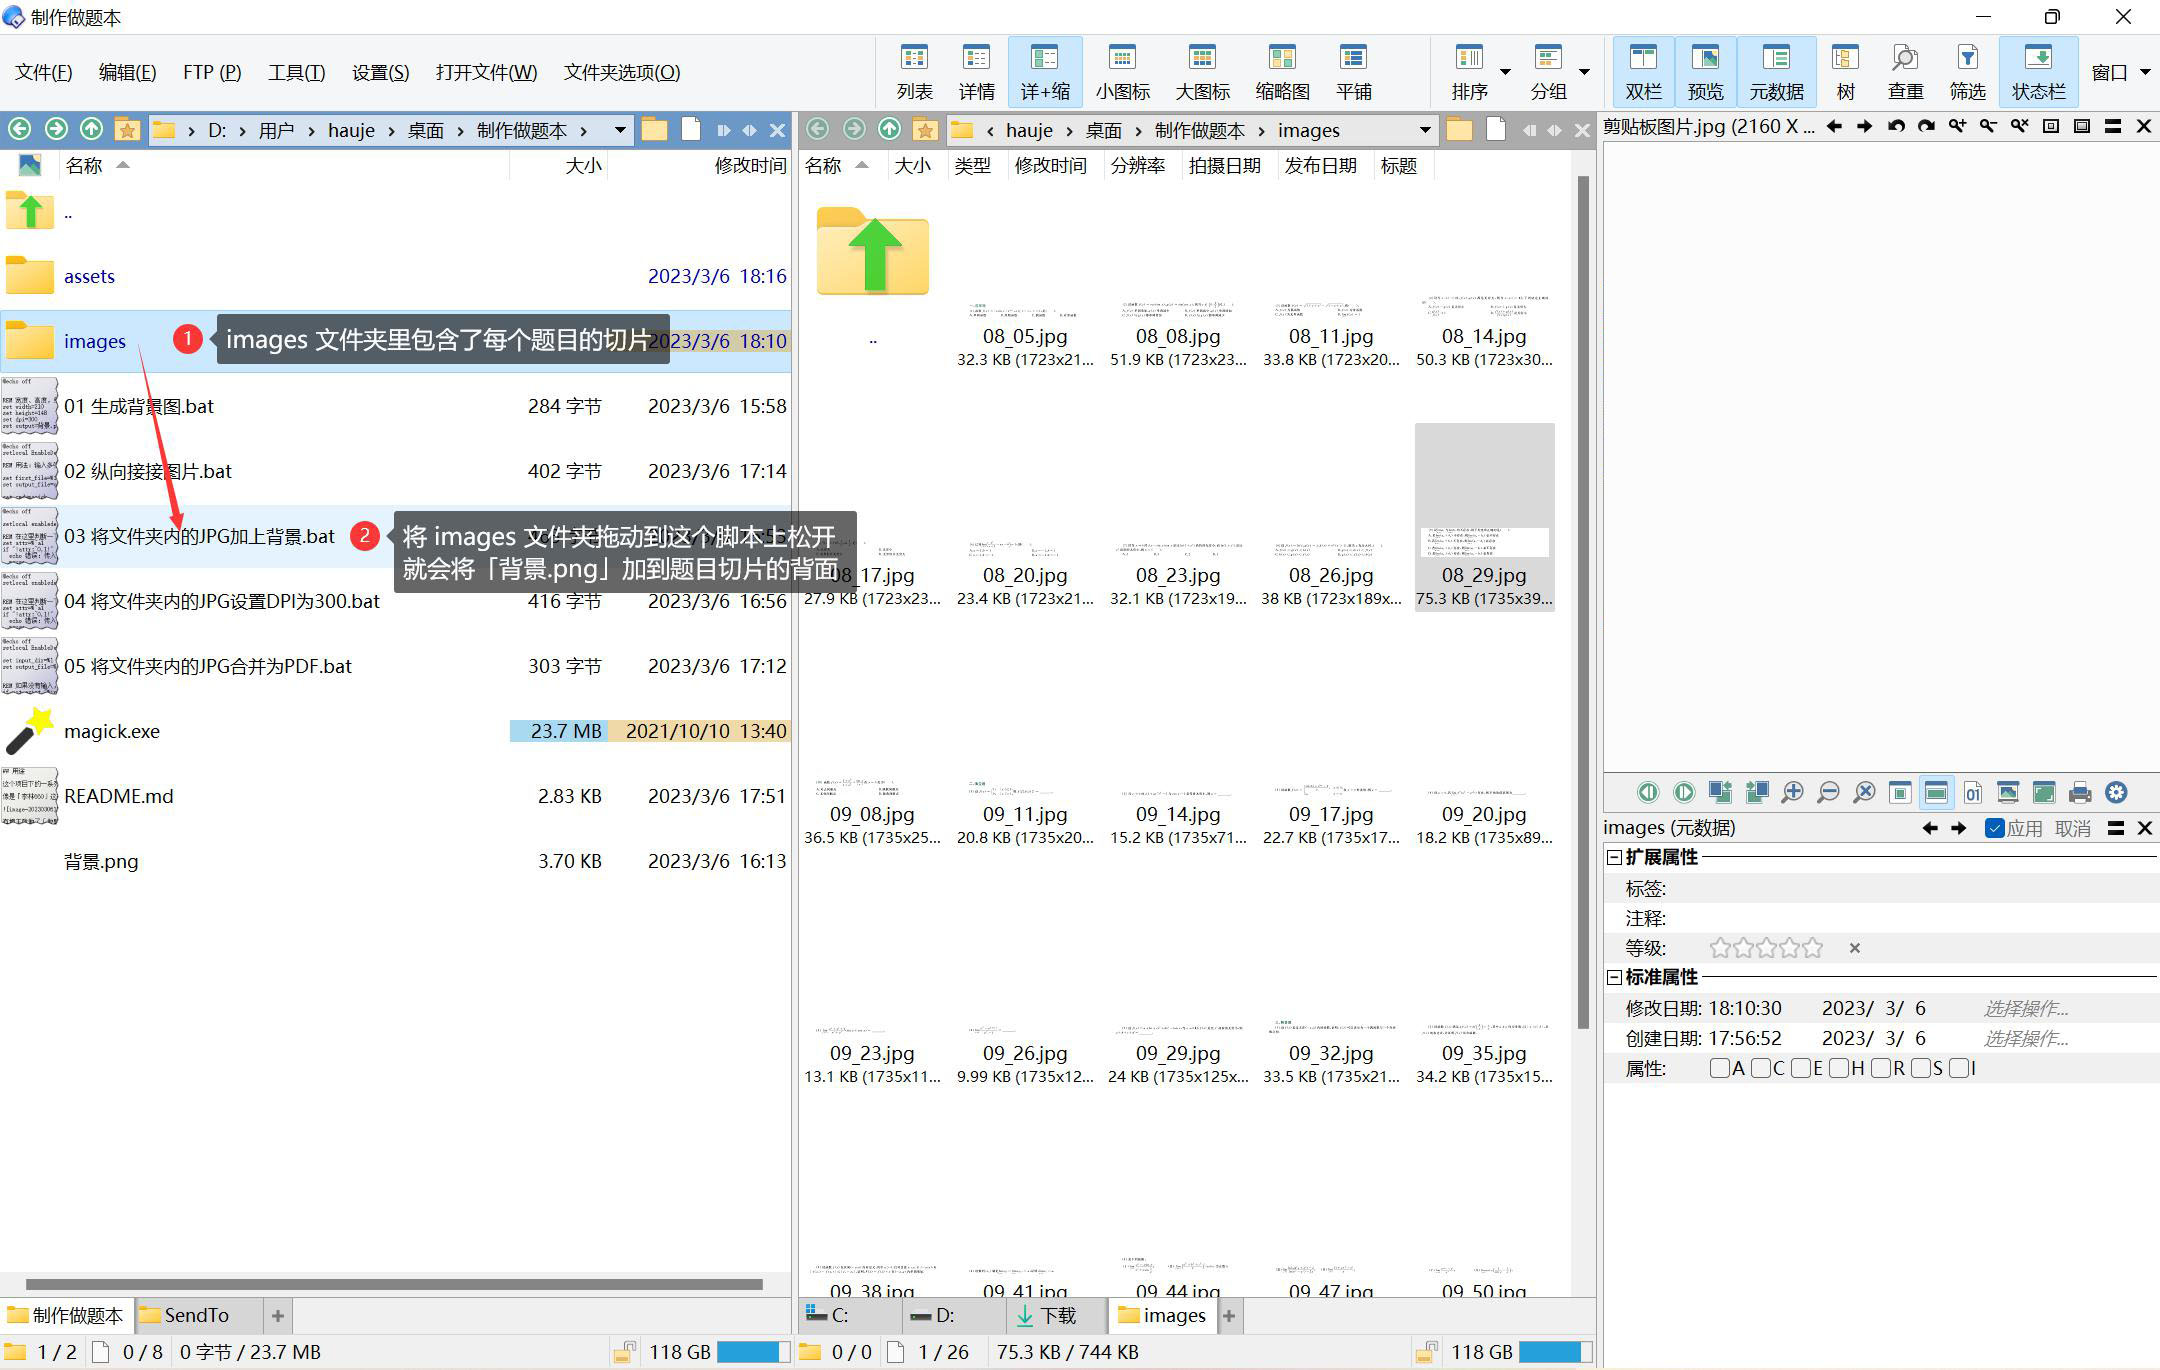 制作做题本
文件(F) 编辑(E) FTP (P) 工具(T) 设置(S) 打开文件(W) 文件夹选项(O)
列表 详情 详+缩 小图标 大图标 缩略图 平铺 排序 分组 双栏 预览 元数据 树 查重 筛选 状态栏 窗口
D: 用户 hauje 桌面 制作做题本
名称 大小 修改时间
..
assets 2023/3/6 18:16
images 2023/3/6 18:10
1 images 文件夹里包含了每个题目的切片
01 生成背景图.bat 284 字节 2023/3/6 15:58
02 纵向接接图片.bat 402 字节 2023/3/6 17:14
03 将文件夹内的JPG加上背景.bat
2 将 images 文件夹拖动到这个脚本上松开
就会将「背景.png」加到题目切片的背面
04 将文件夹内的JPG设置DPI为300.bat 416 字节 2023/3/6 16:56
05 将文件夹内的JPG合并为PDF.bat 303 字节 2023/3/6 17:12
magick.exe 23.7 MB 2021/10/10 13:40
README.md 2.83 KB 2023/3/6 17:51
背景.png 3.70 KB 2023/3/6 16:13
制作做题本 SendTo +
1 / 2 0 / 8 0 字节 / 23.7 MB 118 GB
hauje 桌面 制作做题本 images
名称 大小 类型 修改时间 分辨率 拍摄日期 发布日期 标题
.. 08_05.jpg 08_08.jpg 08_11.jpg 08_14.jpg
32.3 KB (1723x21... 51.9 KB (1723x23... 33.8 KB (1723x20... 50.3 KB (1723x30...
08_17.jpg 08_20.jpg 08_23.jpg 08_26.jpg 08_29.jpg
27.9 KB (1723x23... 23.4 KB (1723x21... 32.1 KB (1723x19... 38 KB (1723x189x... 75.3 KB (1735x39...
09_08.jpg 09_11.jpg 09_14.jpg 09_17.jpg 09_20.jpg
36.5 KB (1735x25... 20.8 KB (1735x20... 15.2 KB (1735x71... 22.7 KB (1735x17... 18.2 KB (1735x89...
09_23.jpg 09_26.jpg 09_29.jpg 09_32.jpg 09_35.jpg
13.1 KB (1735x11... 9.99 KB (1735x12... 24 KB (1735x125x... 33.5 KB (1735x21... 34.2 KB (1735x15...
09_38.jpg 09_41.jpg 09_44.jpg 09_47.jpg 09_50.jpg
C: D: 下载 images +
0 / 0 1 / 26 75.3 KB / 744 KB 118 GB
剪贴板图片.jpg (2160 X ...
images (元数据) 应用 取消
扩展属性
标签:
注释:
等级:
标准属性
修改日期: 18:10:30 2023/ 3/ 6 选择操作...
创建日期: 17:56:52 2023/ 3/ 6 选择操作...
属性: A C E H R S I